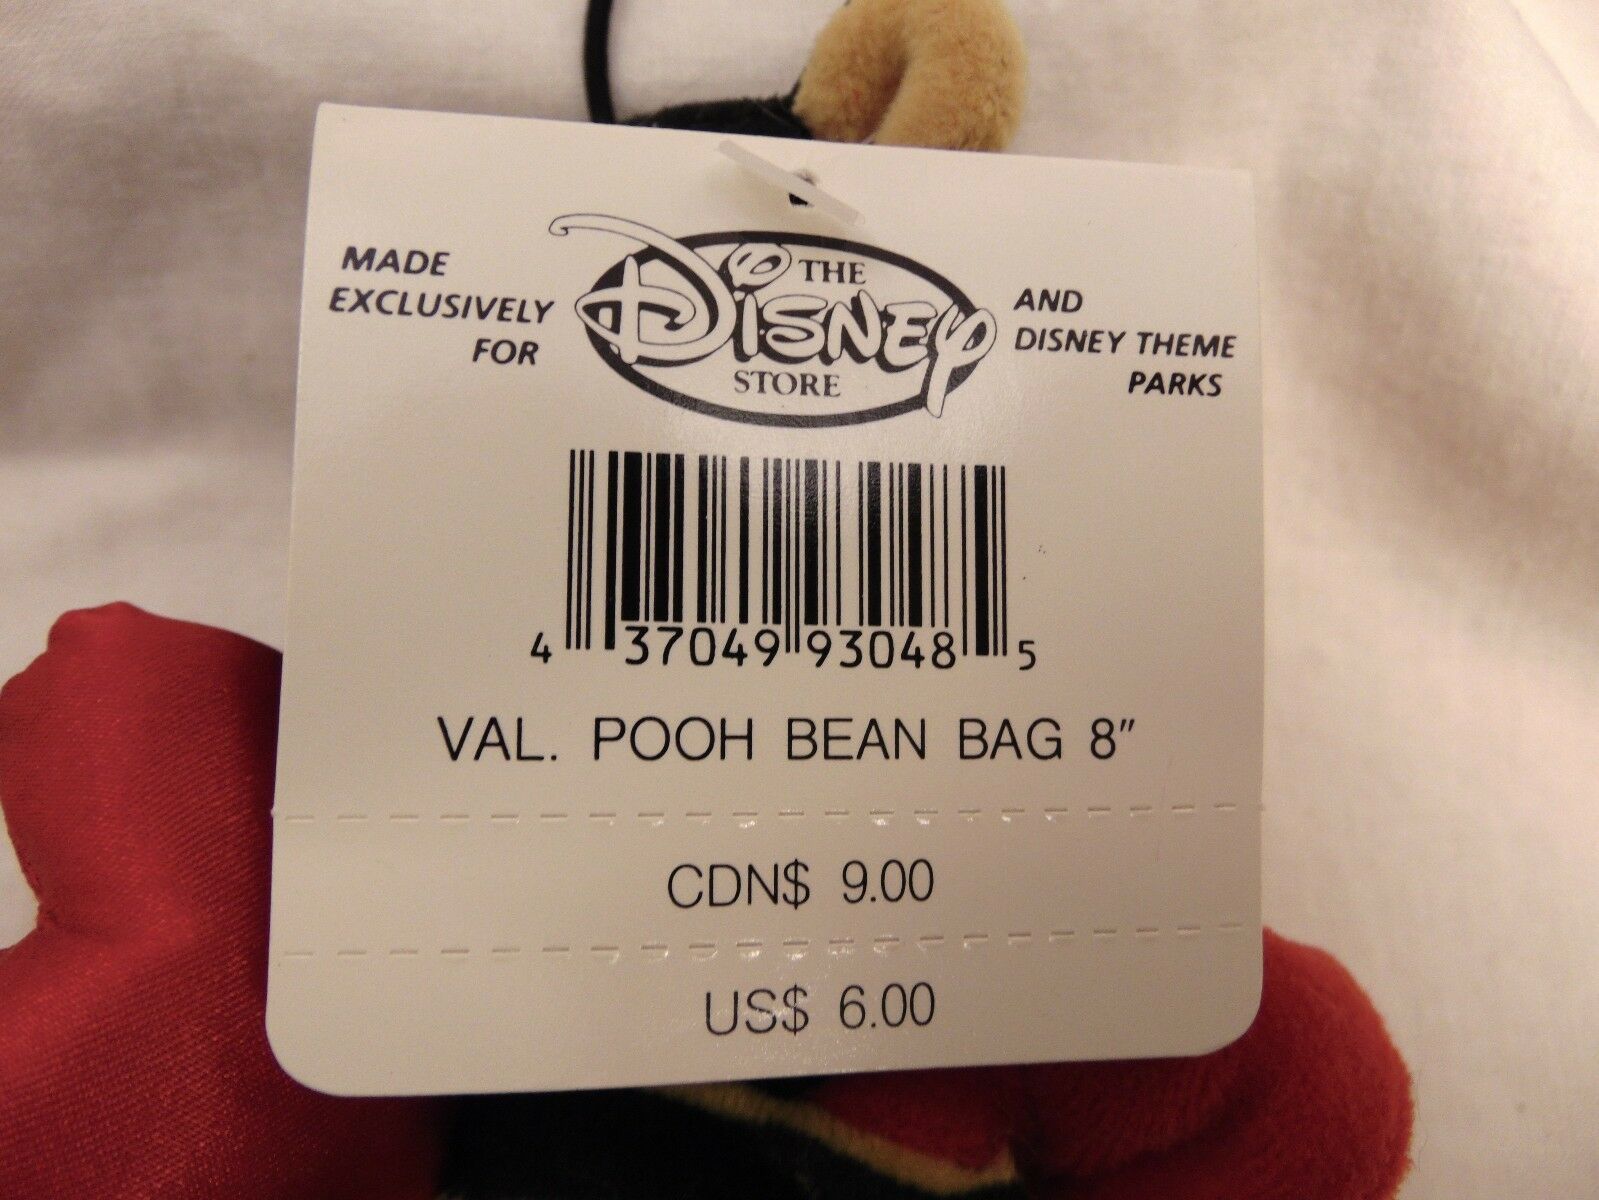 MADE
EXCLUSIVELY
FOR
THE
DISNEY
STORE
AND
DISNEY THEME
PARKS
4 37049 93048 5
VAL. POOH BEAN BAG 8"
CDN$ 9.00
US$ 6.00